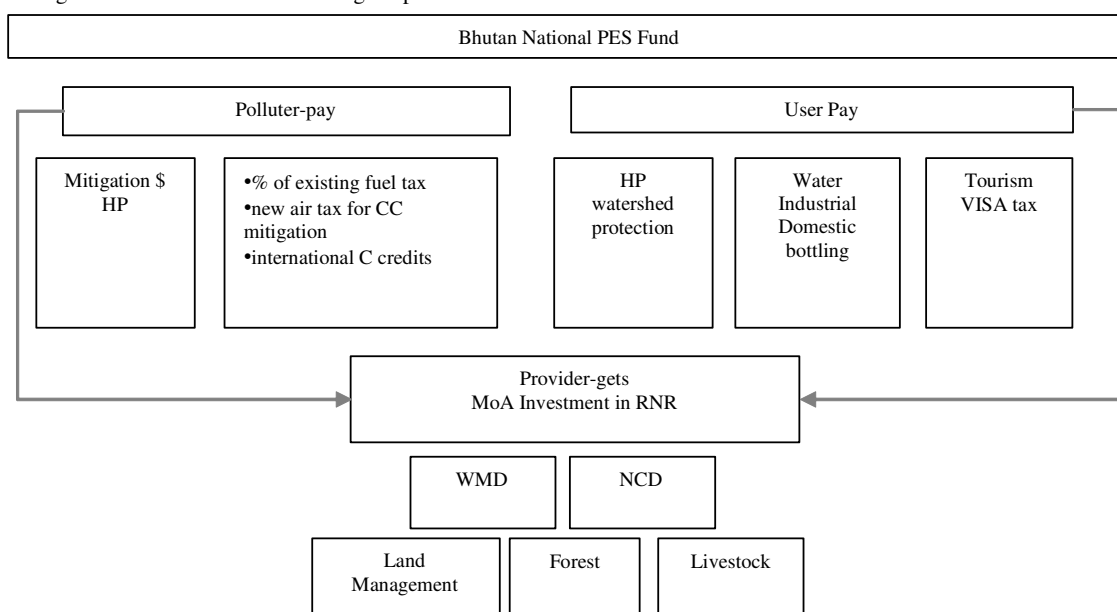 Bhutan National PES Fund
Polluter-pay
User Pay
Mitigation $
HP
•% of existing fuel tax
•new air tax for CC
mitigation
•international C credits
HP
watershed
protection
Water
Industrial
Domestic
bottling
Tourism
VISA tax
Provider-gets
MoA Investment in RNR
WMD
NCD
Land
Management
Forest
Livestock